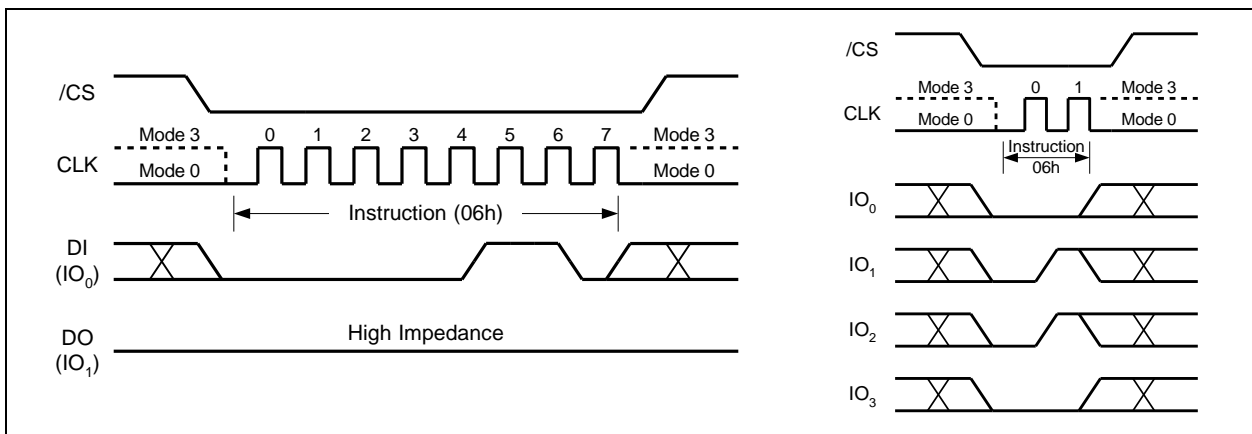 /CS
Mode 3 0 1 2 3 4 5 6 7 Mode 3
CLK
Mode 0 Mode 0
Instruction (06h)
DI
(IO0)
High Impedance
DO
(IO1)
/CS
Mode 3 0 1 Mode 3
CLK
Mode 0 Mode 0
Instruction
06h
IO0
IO1
IO2
IO3